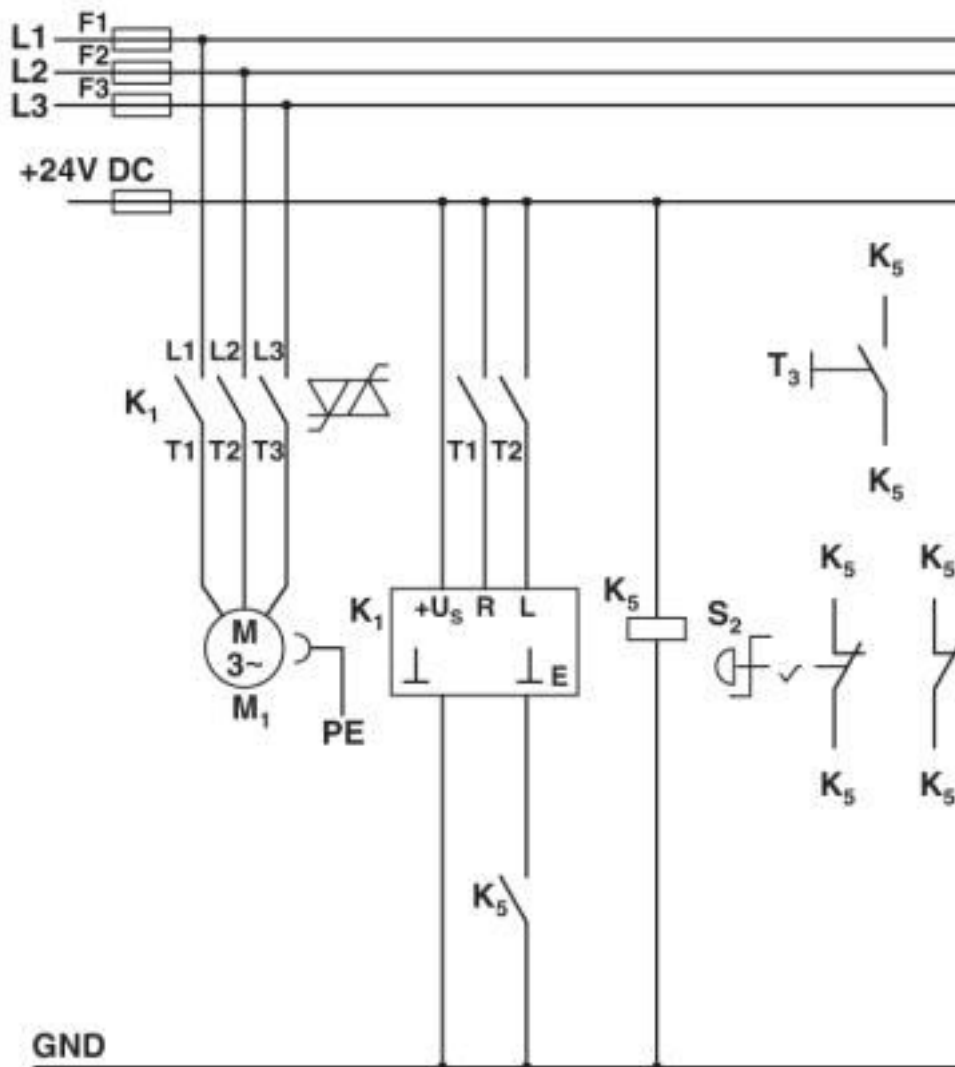 L1 F1
L2 F2
L3 F3
+24V DC
K5
L1 L2 L3
T3
K1
T1 T2 T3 T1 T2
K5
K5 K5
K1 +US R L K5 S2
M
3~
E
M1
PE
K5 K5
K5
GND